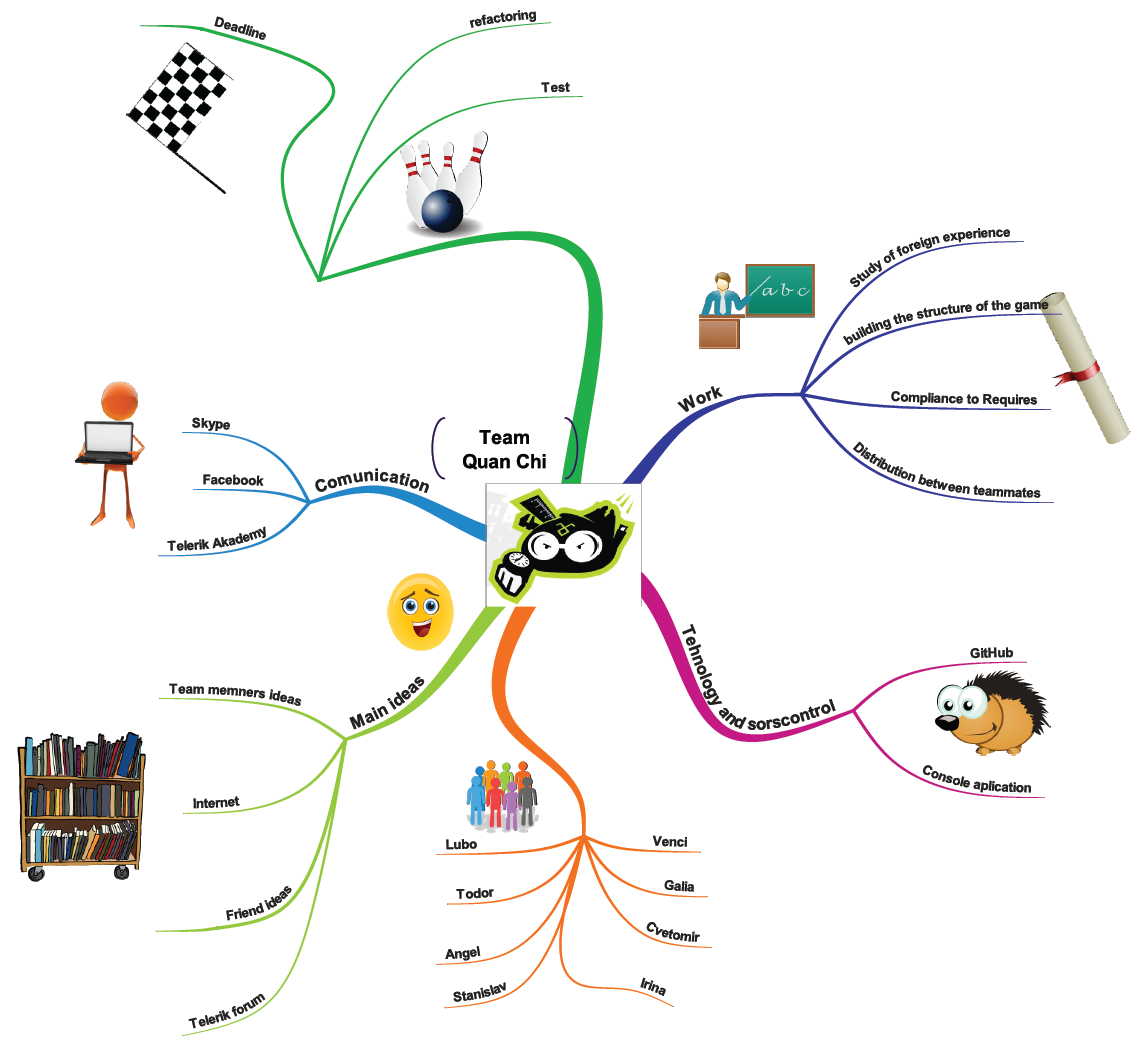 Deadline
refactoring
Test
Study of foreign experience
building the structure of the game
Compliance to Requires
Distribution between teammates
Work
a b c
Team
Quan Chi
Comunication
Skype
Facebook
Telerik Akademy
Main ideas
Team memners ideas
Internet
Friend ideas
Telerik forum
Tehnology and sorscontrol
GitHub
Console aplication
Lubo
Todor
Angel
Stanislav
Venci
Galia
Cvetomir
Irina